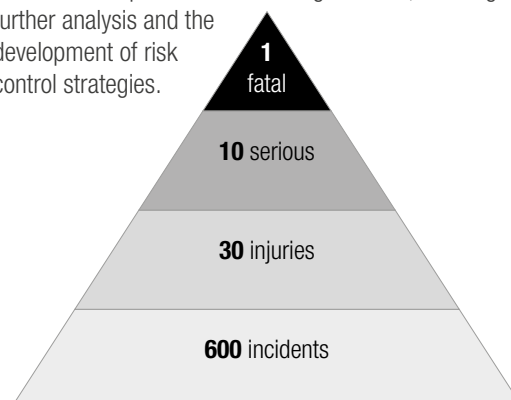 further analysis and the
development of risk
control strategies.
1
fatal
10 serious
30 injuries
600 incidents